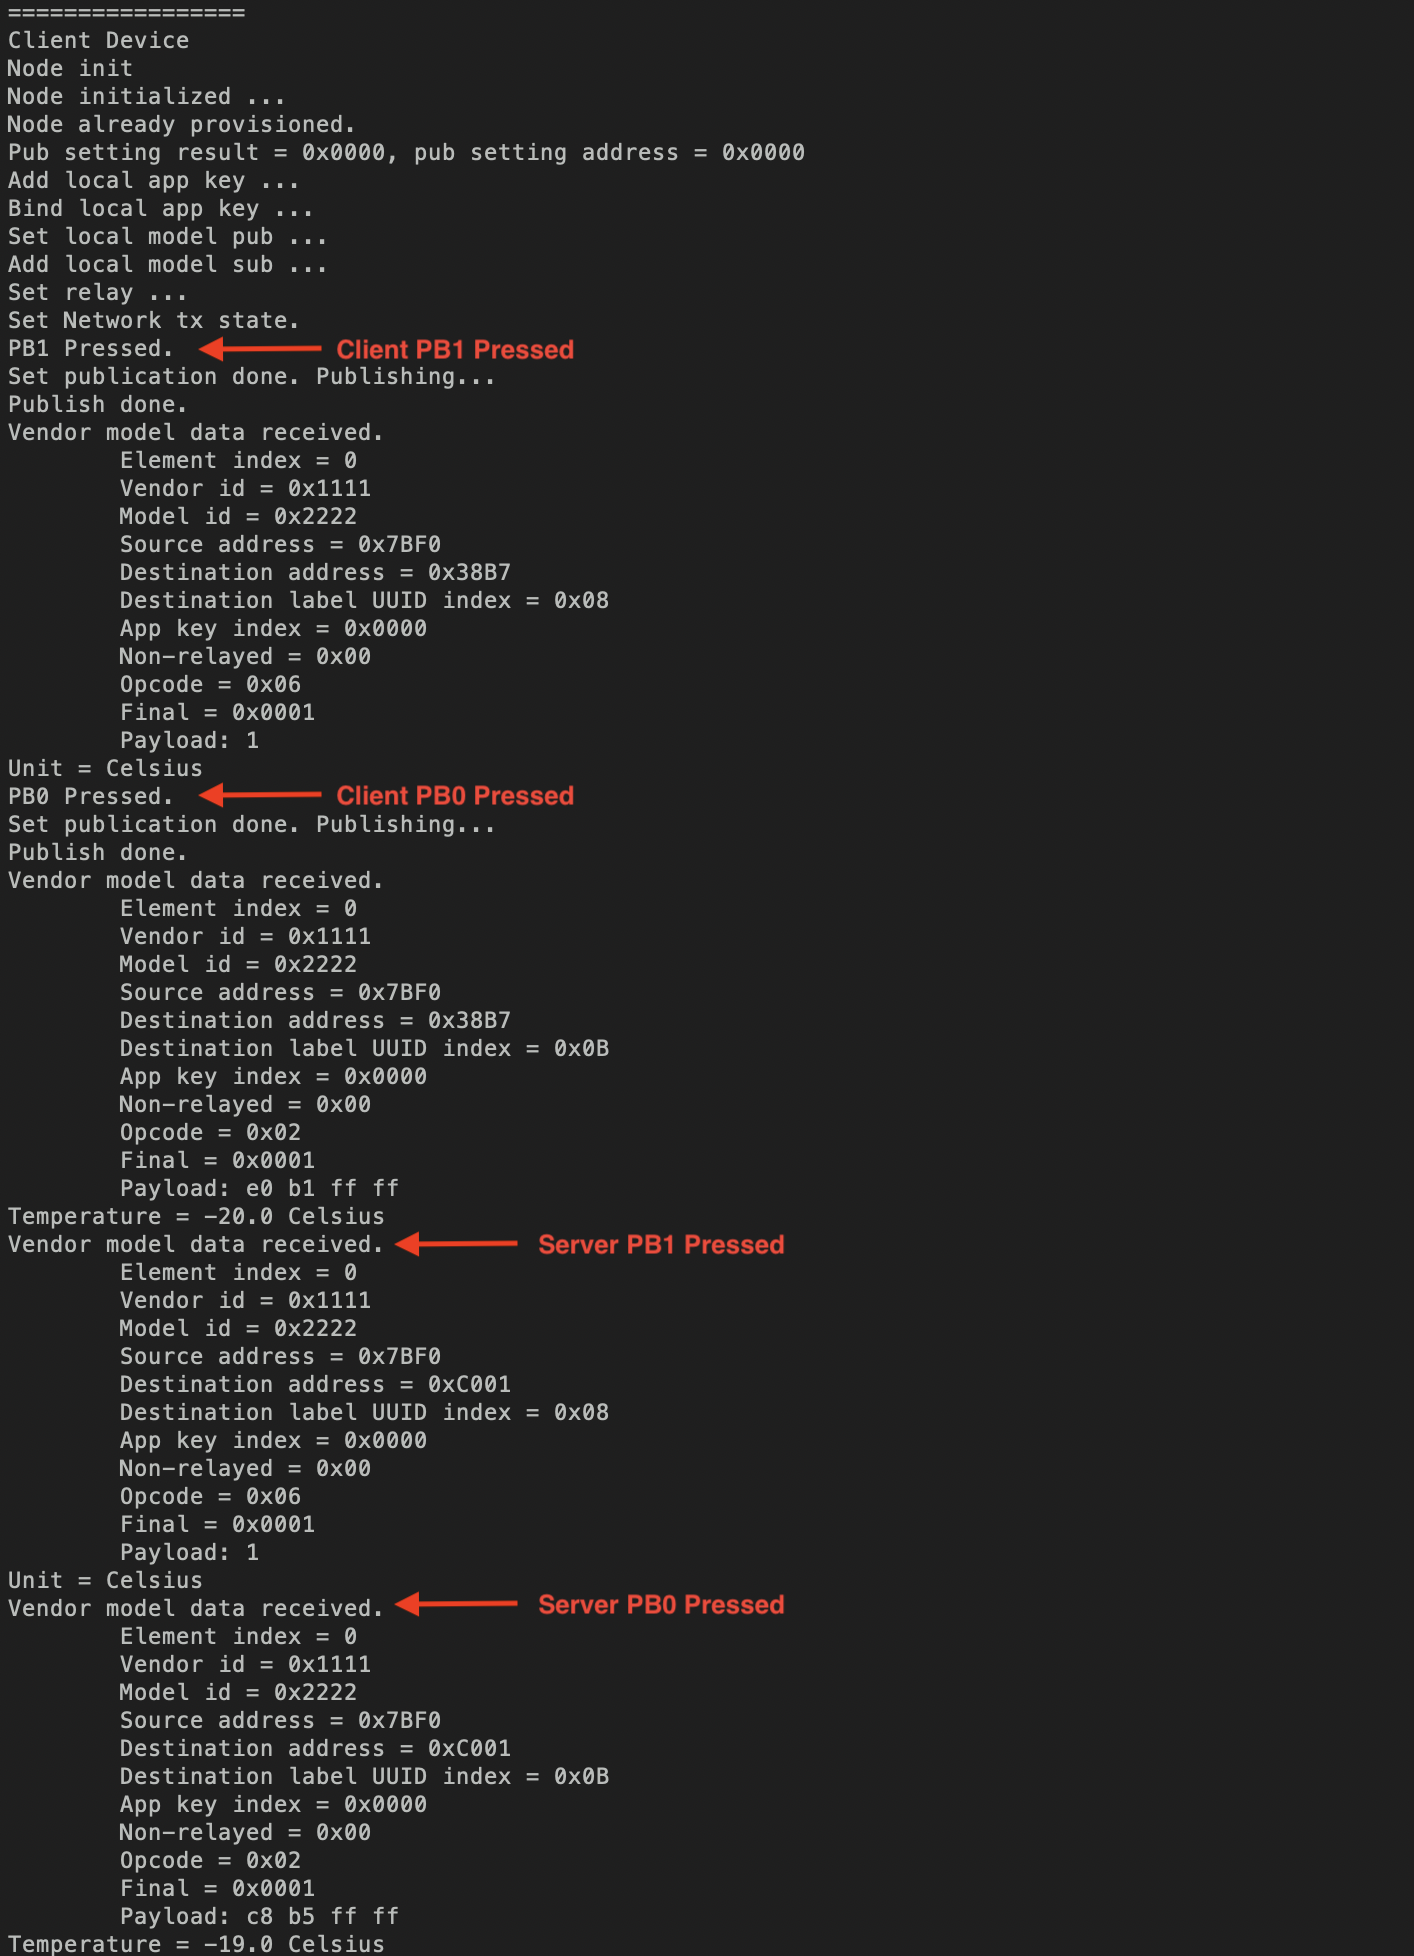 =================
Client Device
Node init
Node initialized ...
Node already provisioned.
Pub setting result = 0x0000, pub setting address = 0x0000
Add local app key ...
Bind local app key ...
Set local model pub ...
Add local model sub ...
Set relay ...
Set Network tx state.
PB1 Pressed. Client PB1 Pressed
Set publication done. Publishing...
Publish done.
Vendor model data received.
Element index = 0
Vendor id = 0x1111
Model id = 0x2222
Source address = 0x7BF0
Destination address = 0x38B7
Destination label UUID index = 0x08
App key index = 0x0000
Non-relayed = 0x00
Opcode = 0x06
Final = 0x0001
Payload: 1
Unit = Celsius
PB0 Pressed. Client PB0 Pressed
Set publication done. Publishing...
Publish done.
Vendor model data received.
Element index = 0
Vendor id = 0x1111
Model id = 0x2222
Source address = 0x7BF0
Destination address = 0x38B7
Destination label UUID index = 0x0B
App key index = 0x0000
Non-relayed = 0x00
Opcode = 0x02
Final = 0x0001
Payload: e0 b1 ff ff
Temperature = -20.0 Celsius
Vendor model data received. Server PB1 Pressed
Element index = 0
Vendor id = 0x1111
Model id = 0x2222
Source address = 0x7BF0
Destination address = 0xC001
Destination label UUID index = 0x08
App key index = 0x0000
Non-relayed = 0x00
Opcode = 0x06
Final = 0x0001
Payload: 1
Unit = Celsius
Vendor model data received. Server PB0 Pressed
Element index = 0
Vendor id = 0x1111
Model id = 0x2222
Source address = 0x7BF0
Destination address = 0xC001
Destination label UUID index = 0x0B
App key index = 0x0000
Non-relayed = 0x00
Opcode = 0x02
Final = 0x0001
Payload: c8 b5 ff ff
Temperature = -19.0 Celsius